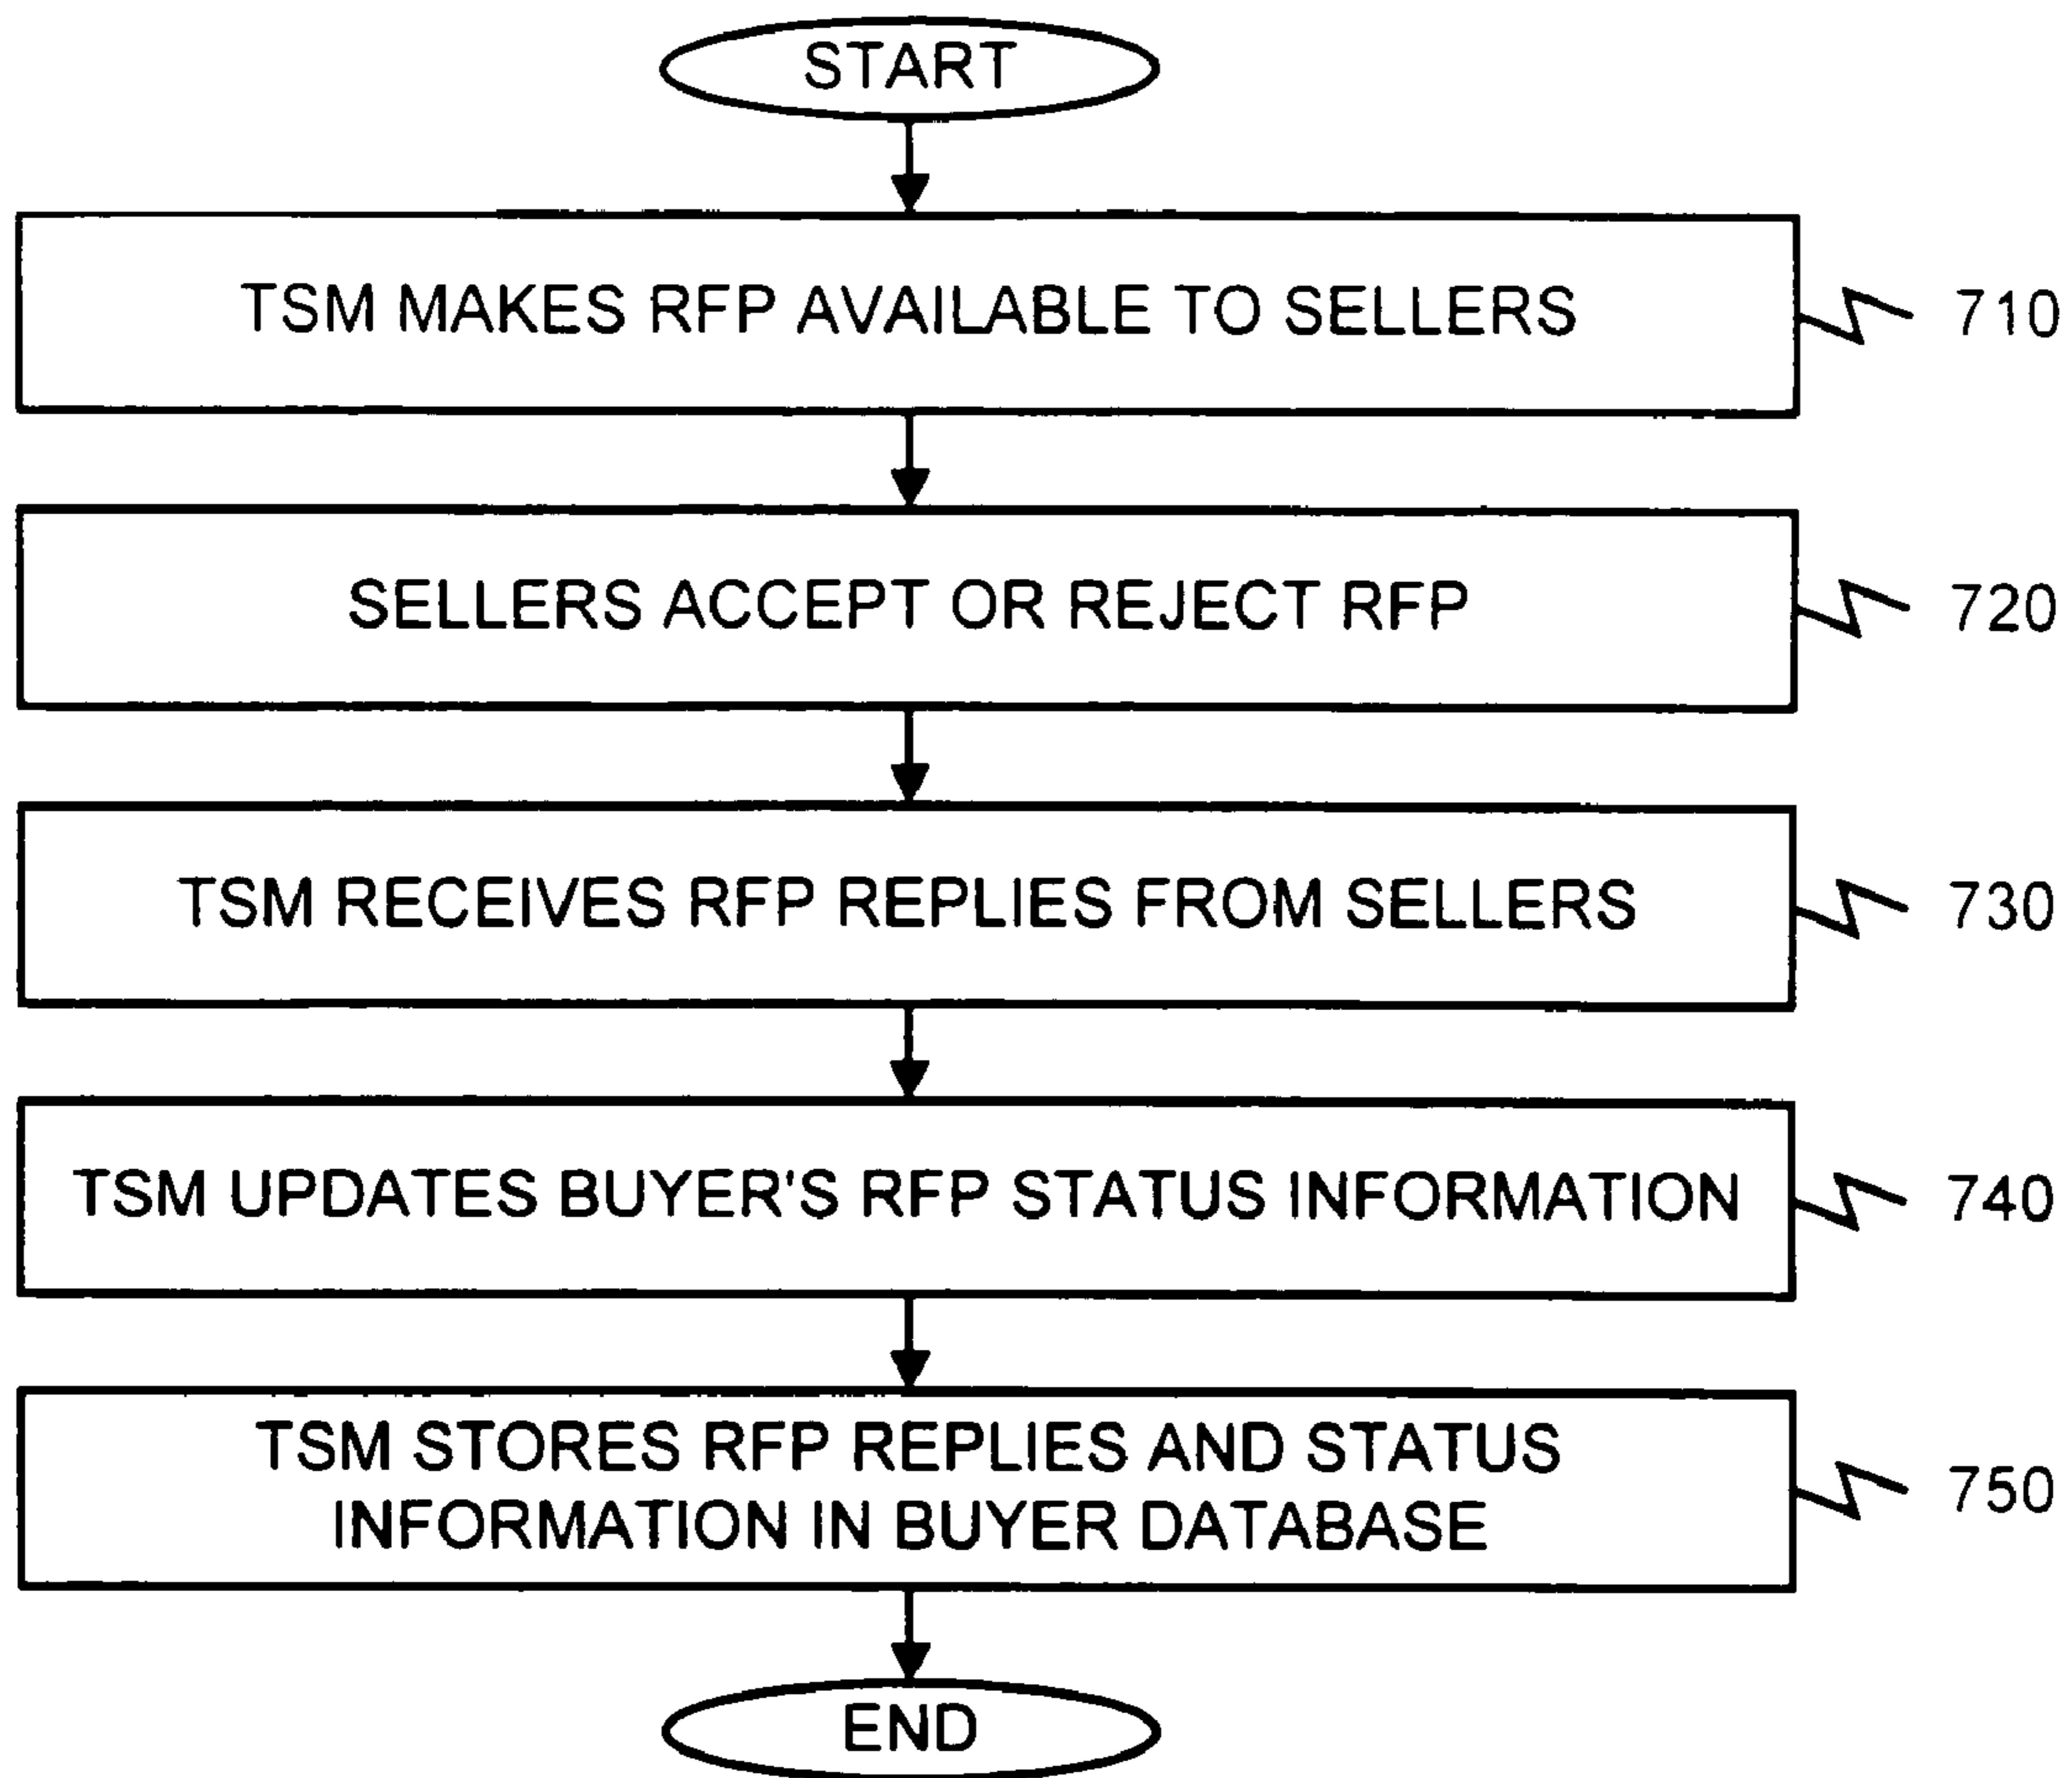 START
TSM MAKES RFP AVAILABLE TO SELLERS
710
SELLERS ACCEPT OR REJECT RFP
720
TSM RECEIVES RFP REPLIES FROM SELLERS
730
TSM UPDATES BUYER'S RFP STATUS INFORMATION
740
TSM STORES RFP REPLIES AND STATUS
INFORMATION IN BUYER DATABASE
750
END